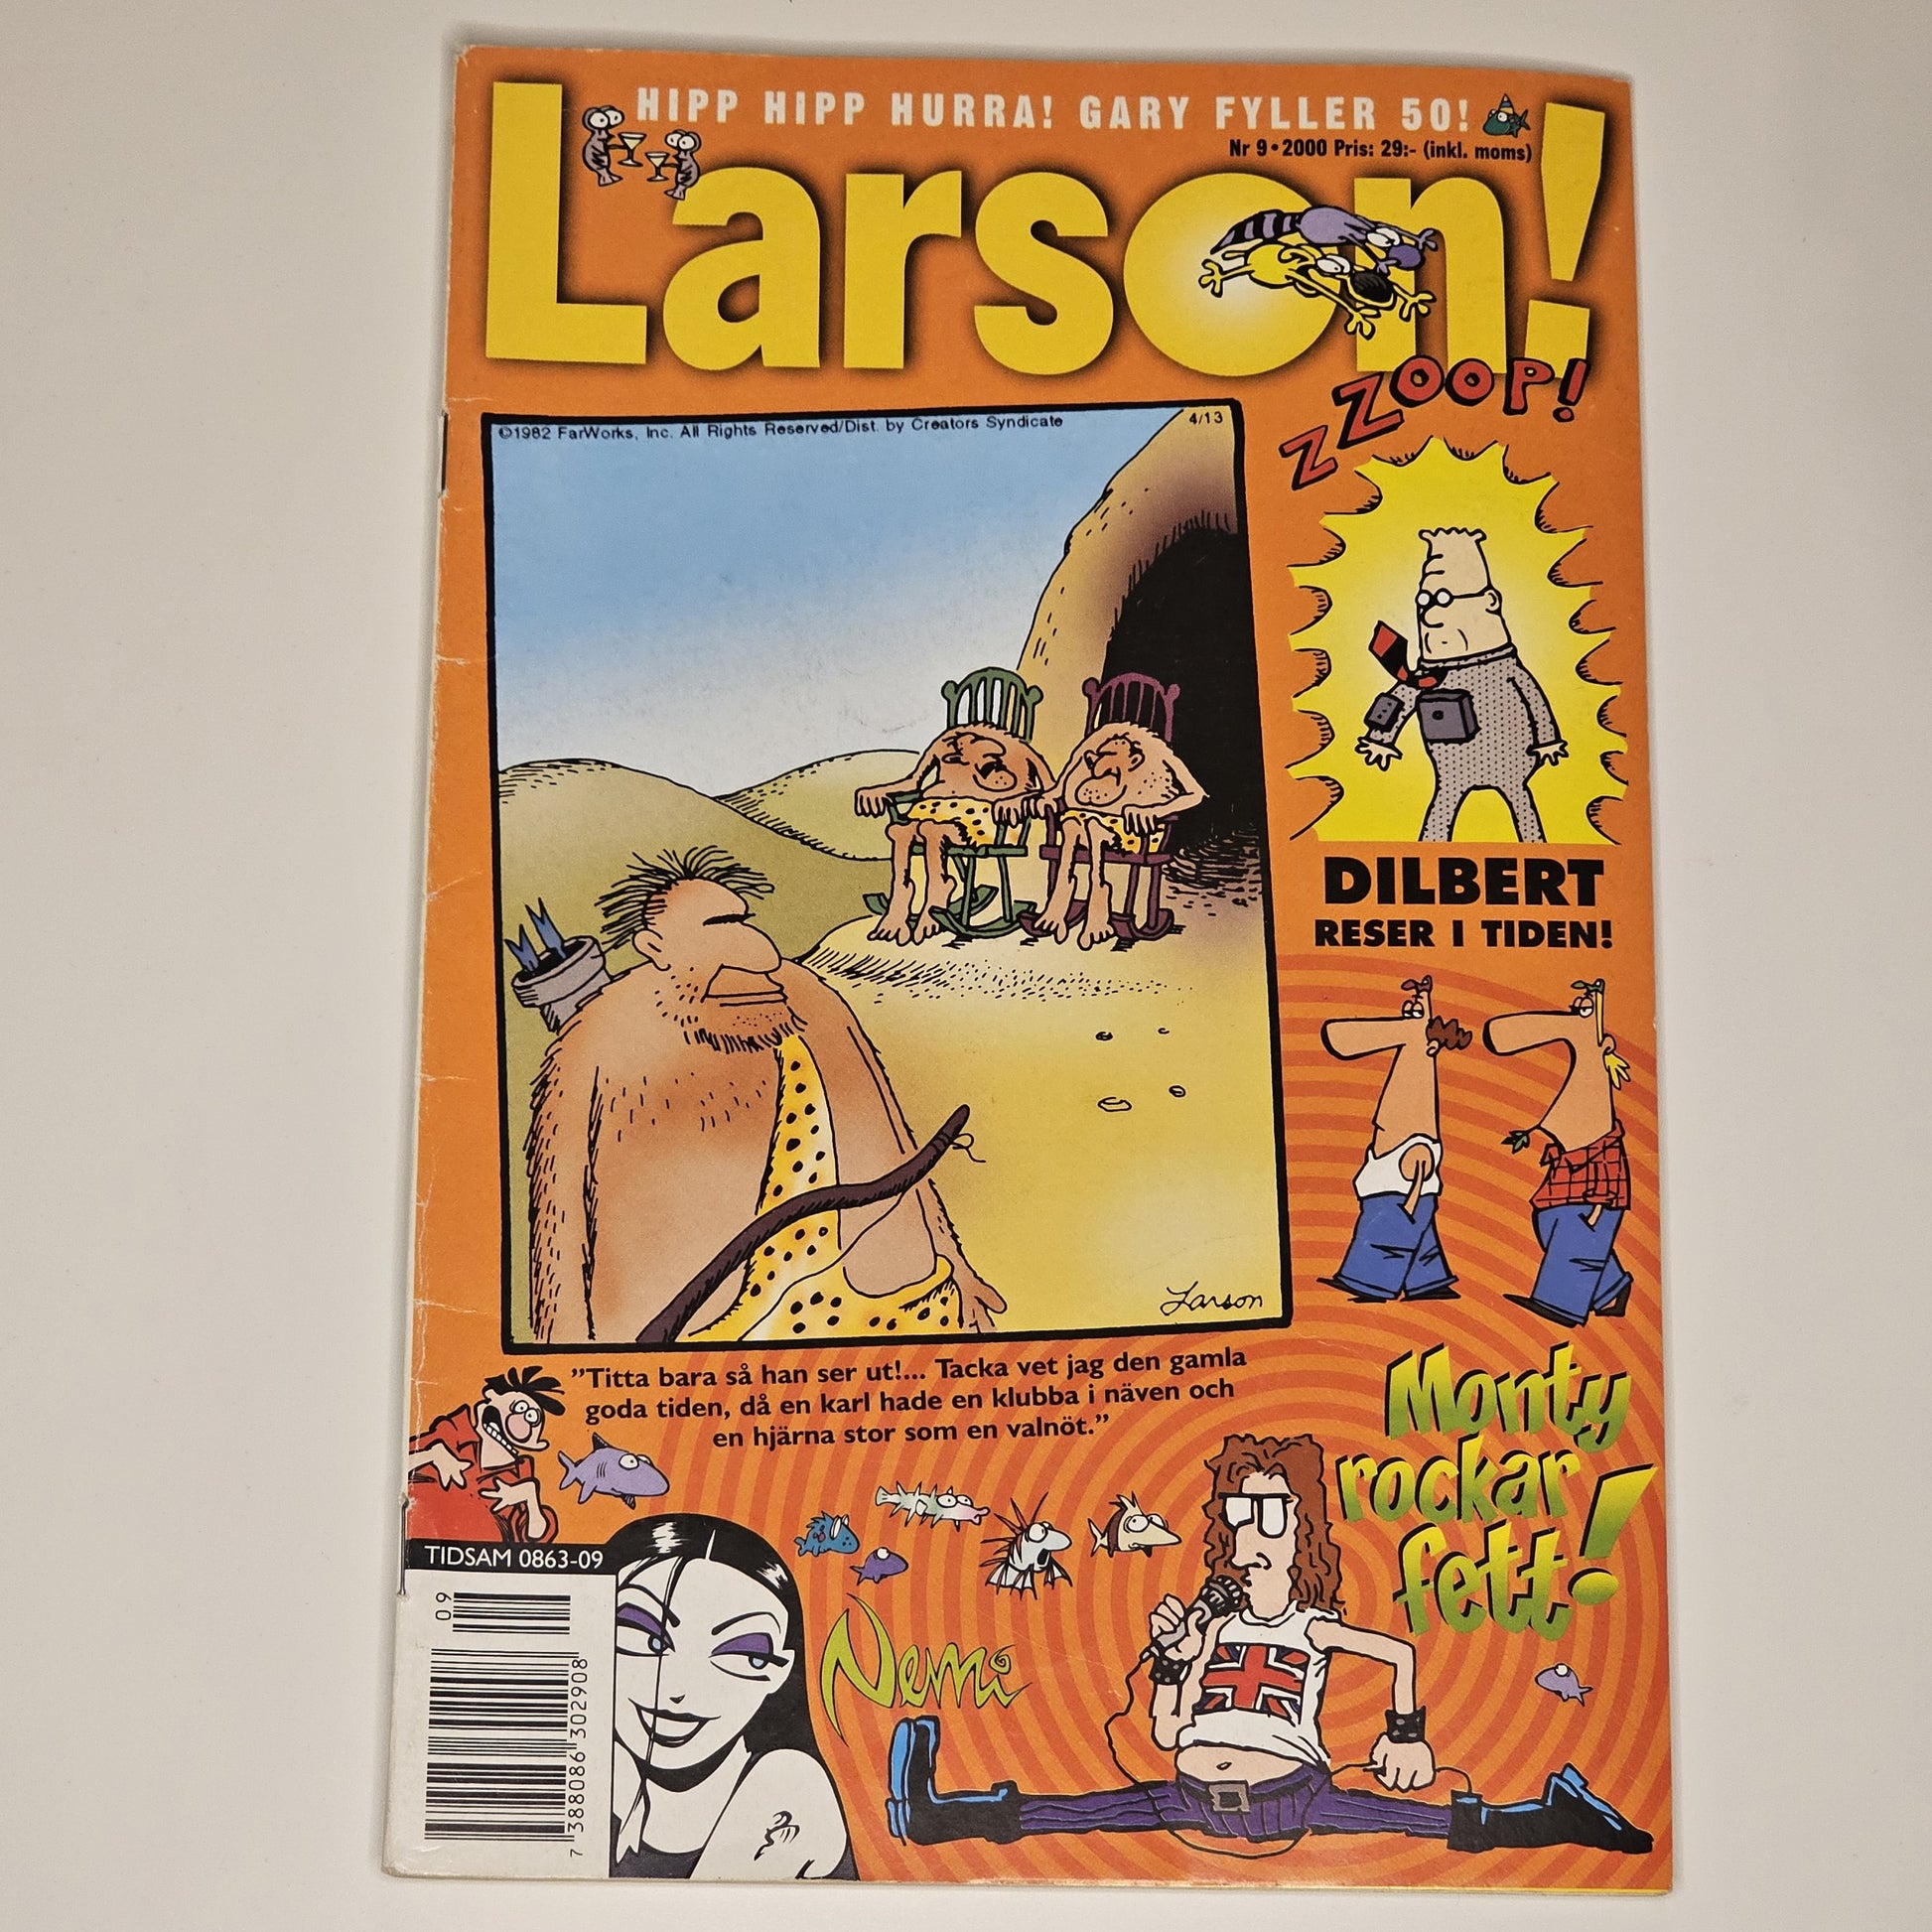 HIPP HIPP HURRA! GARY FYLLER 50!
Nr 9•2000 Pris: 29:- (inkl. moms)
Larson!
ZZZOOP!
©1982 FarWorks, Inc. All Rights Reserved/Dist. by Creators Syndicate
4/13
DILBERT
RESER I TIDEN!
Larson
"Titta bara så han ser ut!... Tacka vet jag den gamla
goda tiden, då en karl hade en klubba i näven och
en hjärna stor som en valnöt."
Monty
rockar
fett!
TIDSAM 0863-09
09
7 388086 302908
Nemi